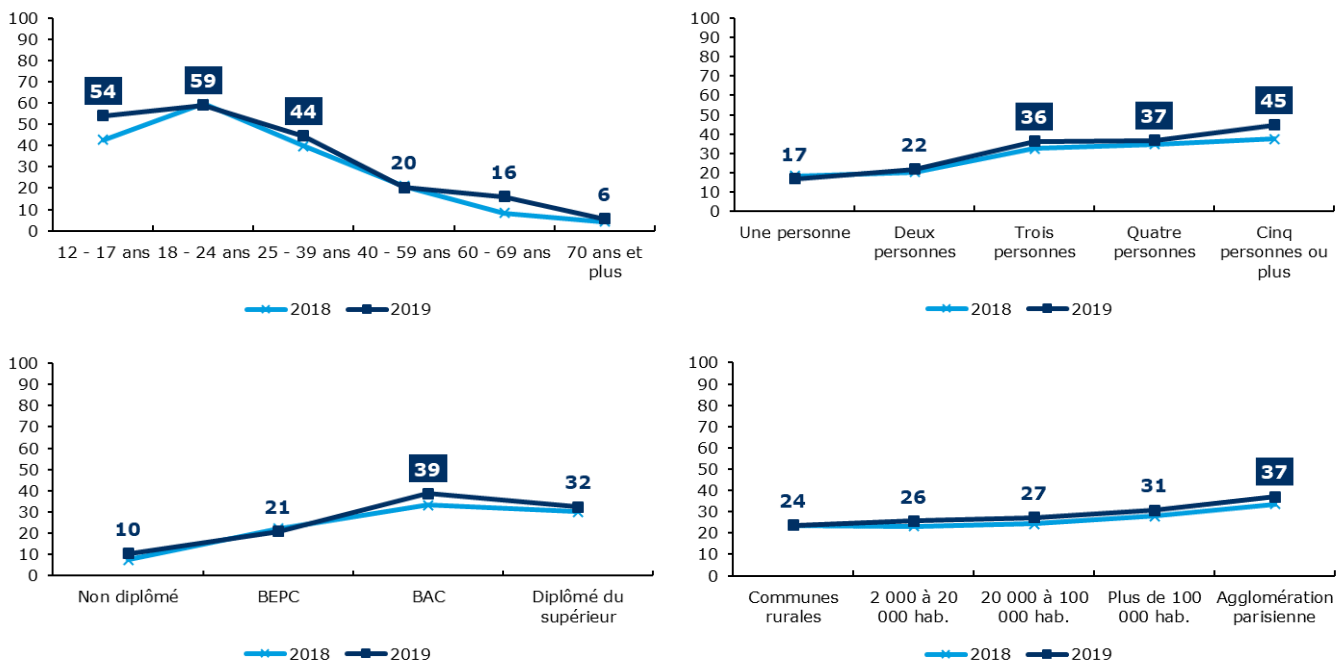 100
90
80
70
60
50
40
30
20
10
0
54
59
44
20
16
6
12 - 17 ans 18 - 24 ans 25 - 39 ans 40 - 59 ans 60 - 69 ans 70 ans et
plus
2018 2019
100
90
80
70
60
50
40
30
20
10
0
17
22
36
37
45
Une personne
Deux
personnes
Trois
personnes
Quatre
personnes
Cinq
personnes ou
plus
2018 2019
100
90
80
70
60
50
40
30
20
10
0
10
21
39
32
Non diplômé
BEPC
BAC
Diplômé du
supérieur
2018 2019
100
90
80
70
60
50
40
30
20
10
0
24
26
27
31
37
Communes
rurales
2 000 à 20
000 hab.
20 000 à 100
000 hab.
Plus de 100
000 hab.
Agglomération
parisienne
2018 2019